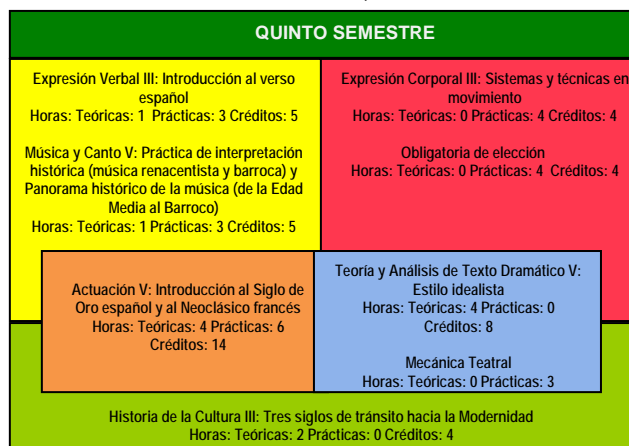 QUINTO SEMESTRE
Expresión Verbal III: Introducción al verso
español
Horas: Teóricas: 1 Prácticas: 3 Créditos: 5
Música y Canto V: Práctica de interpretación
histórica (música renacentista y barroca) y
Panorama histórico de la música (de la Edad
Media al Barroco)
Horas: Teóricas: 1 Prácticas: 3 Créditos: 5
Expresión Corporal III: Sistemas y técnicas en
movimiento
Horas: Teóricas: 0 Prácticas: 4 Créditos: 4
Obligatoria de elección
Horas: Teóricas: 0 Prácticas: 4 Créditos: 4
Actuación V: Introducción al Siglo de
Oro español y al Neoclásico francés
Horas: Teóricas: 4 Prácticas: 6
Créditos: 14
Teoría y Análisis de Texto Dramático V:
Estilo idealista
Horas: Teóricas: 4 Prácticas: 0
Créditos: 8
Mecánica Teatral
Horas: Teóricas: 0 Prácticas: 3
Historia de la Cultura III: Tres siglos de tránsito hacia la Modernidad
Horas: Teóricas: 2 Prácticas: 0 Créditos: 4